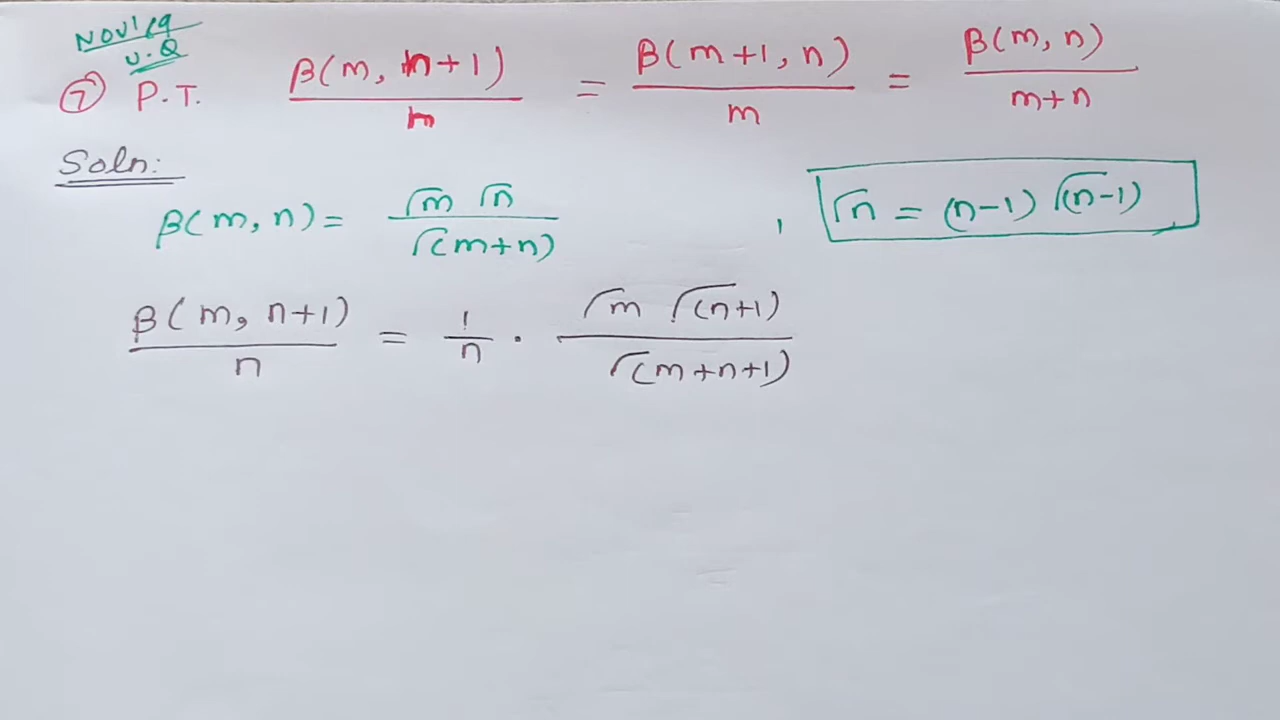 Nov'19
U.Q
⑦ P.T. β(m, n+1)/n = β(m+1, n)/m = β(m, n)/m+n
Soln:
β(m, n) = Γm Γn/Γ(m+n) , Γn = (n-1) Γ(n-1)
β(m, n+1)/n = 1/n · Γm Γ(n+1)/Γ(m+n+1)